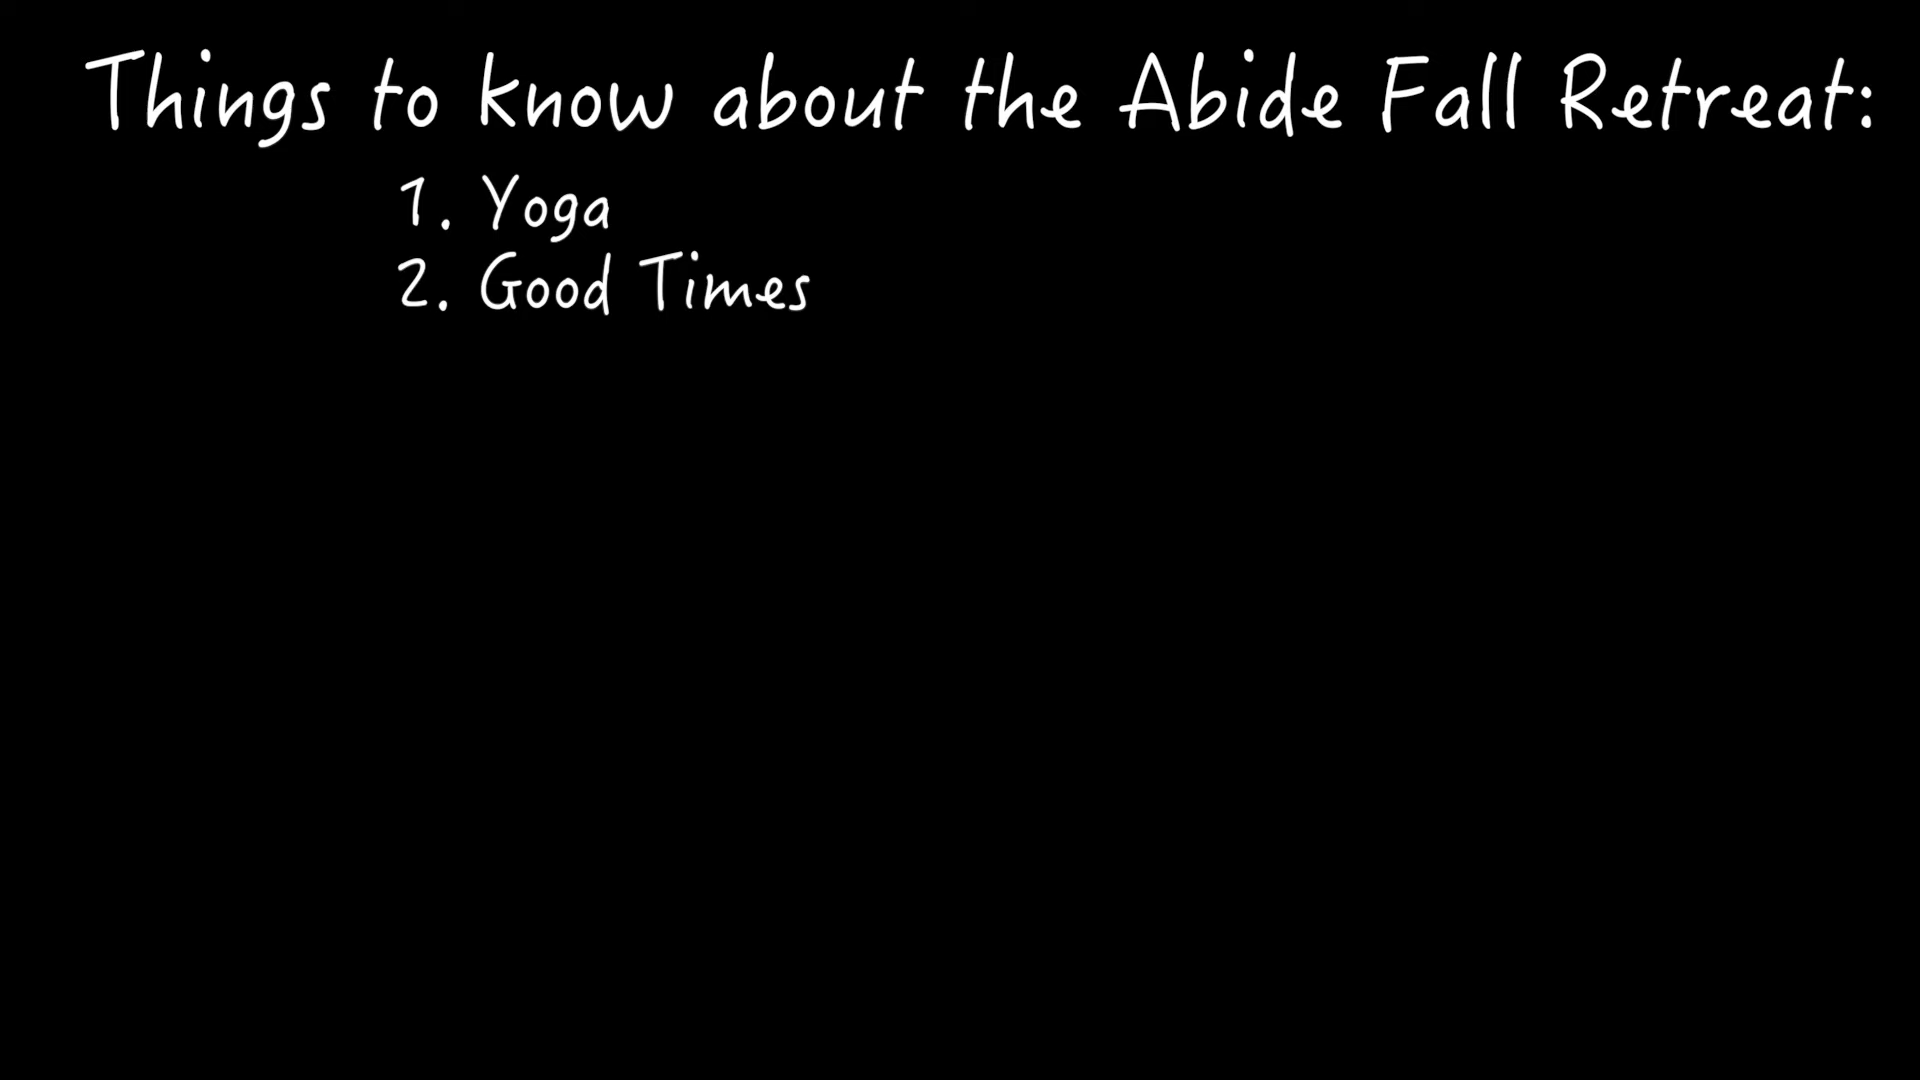 Things to know about the Abide Fall Retreat:
1. Yoga
2. Good Times